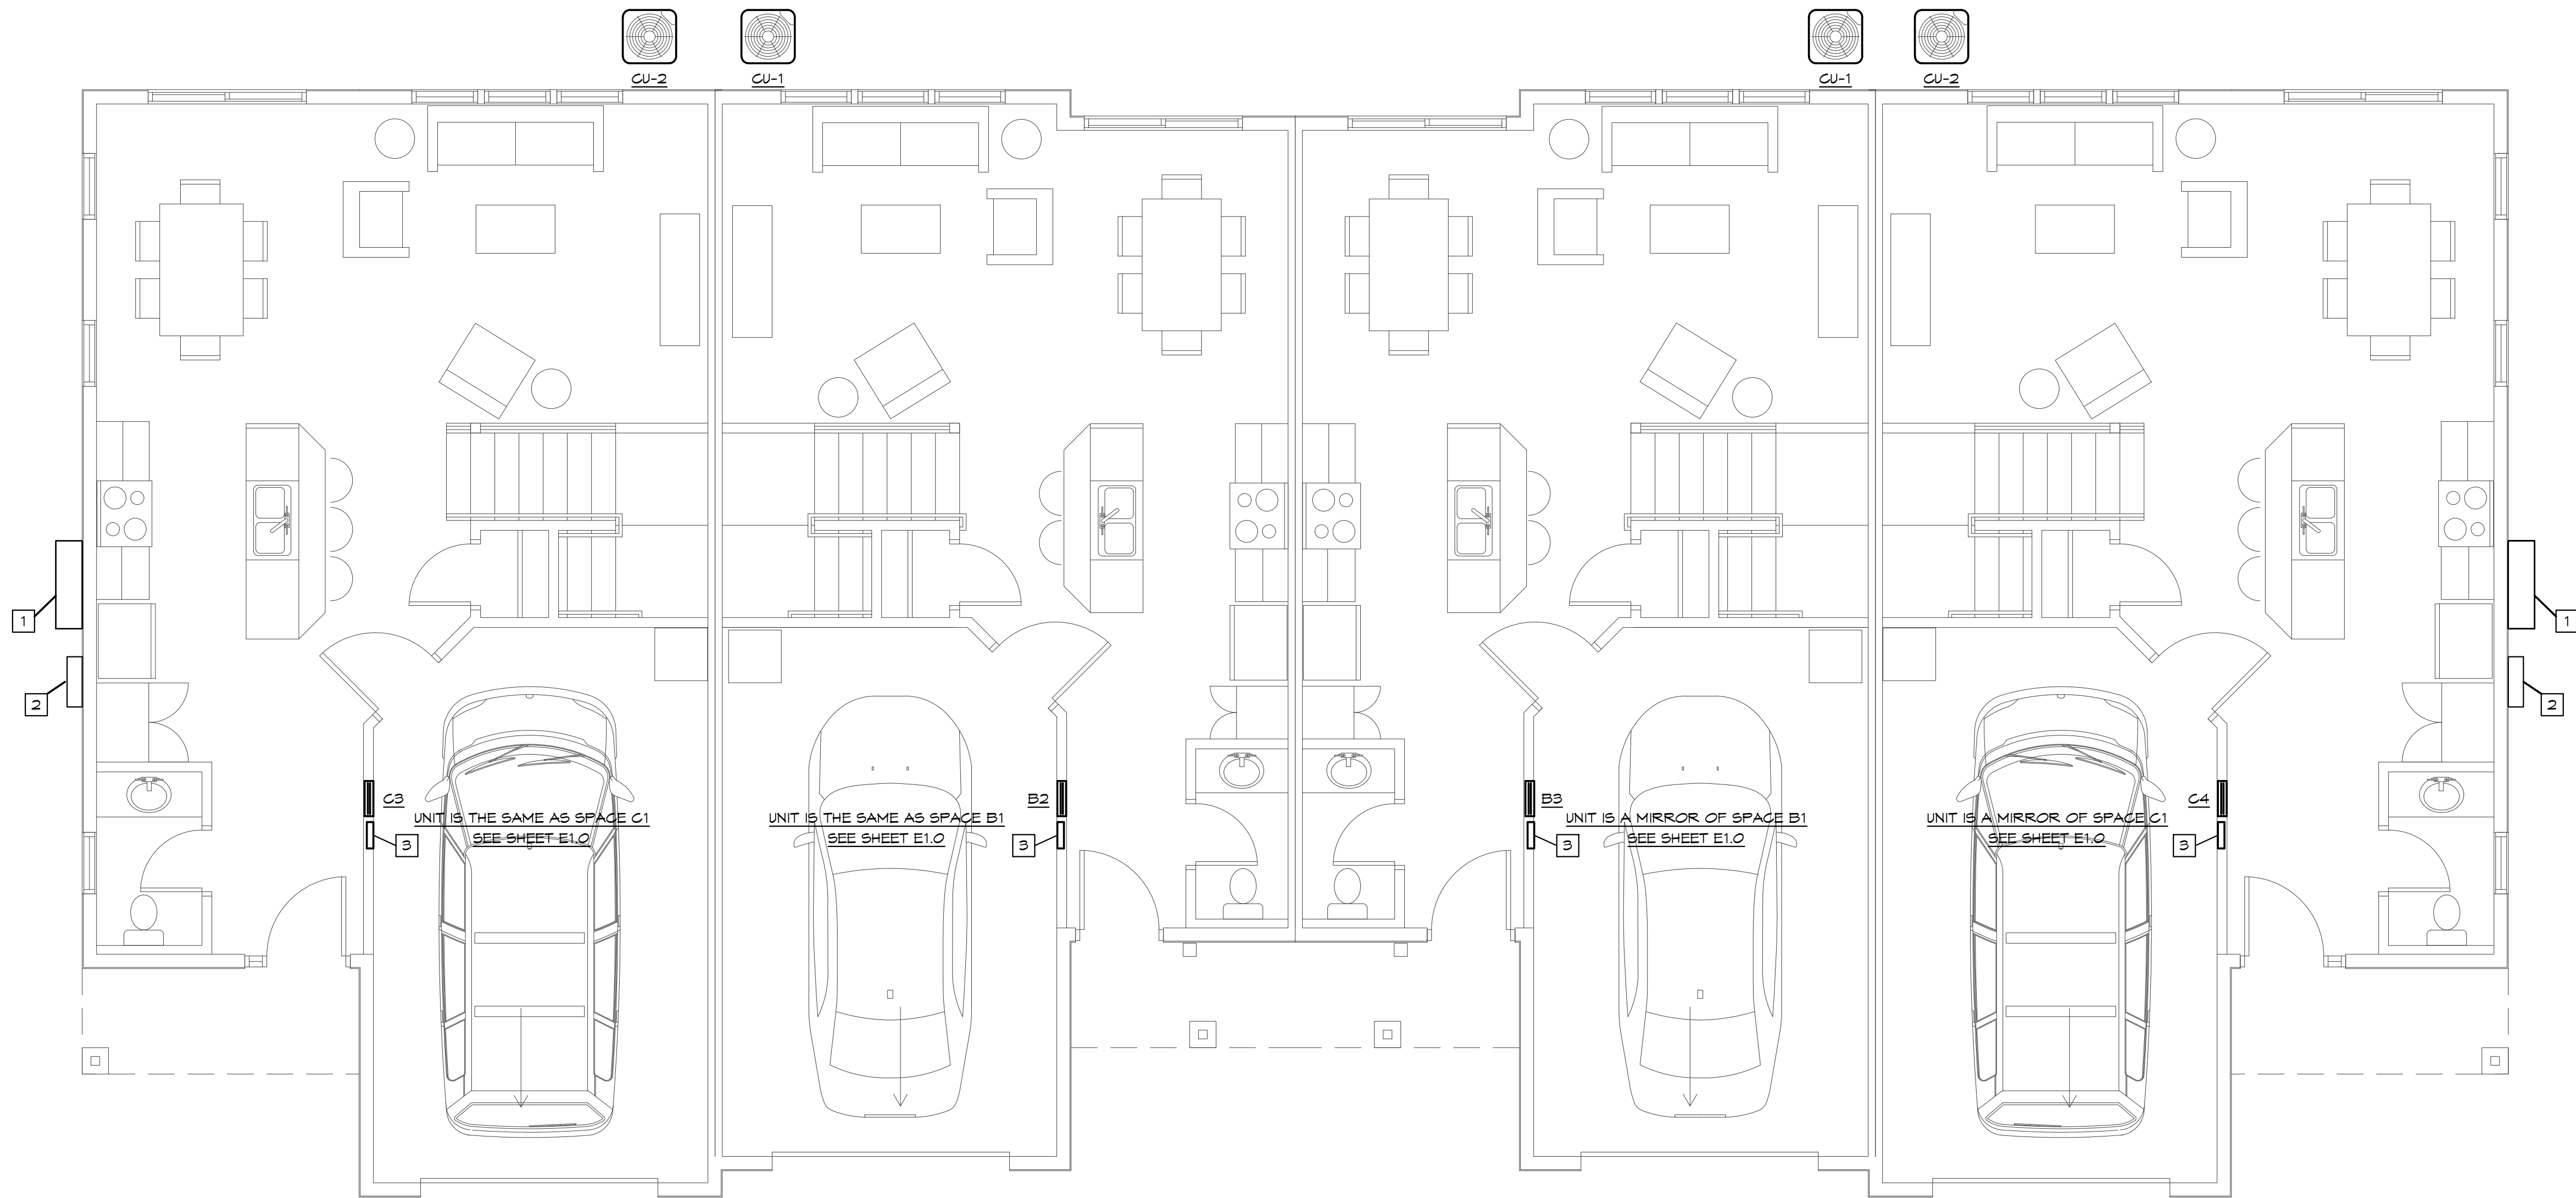 CU-2
CU-1
CU-1
CU-2
1
1
2
2
C3
B2
B3
C4
UNIT IS THE SAME AS SPACE C1
SEE SHEET E1.0
UNIT IS THE SAME AS SPACE B1
SEE SHEET E1.0
UNIT IS A MIRROR OF SPACE B1
SEE SHEET E1.0
UNIT IS A MIRROR OF SPACE C1
SEE SHEET E1.0
3
3
3
3